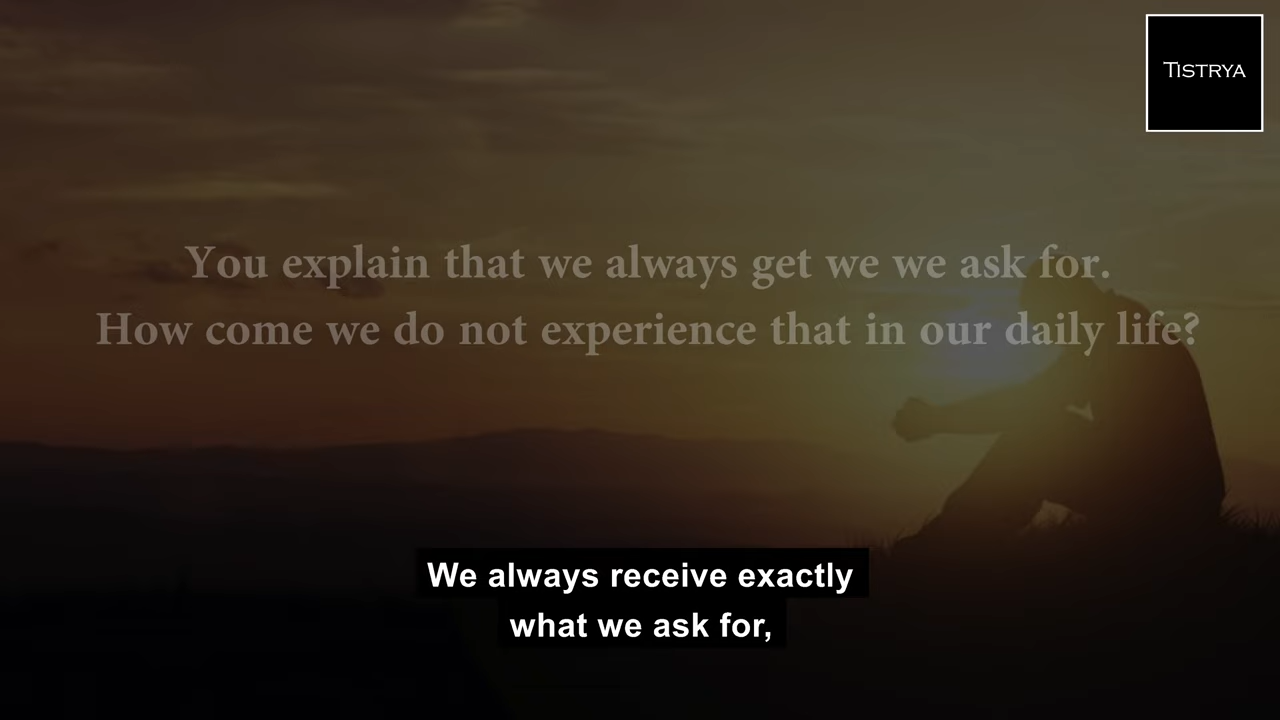 TISTRYA
You explain that we always get we we ask for.
How come we do not experience that in our daily life?
We always receive exactly
what we ask for,